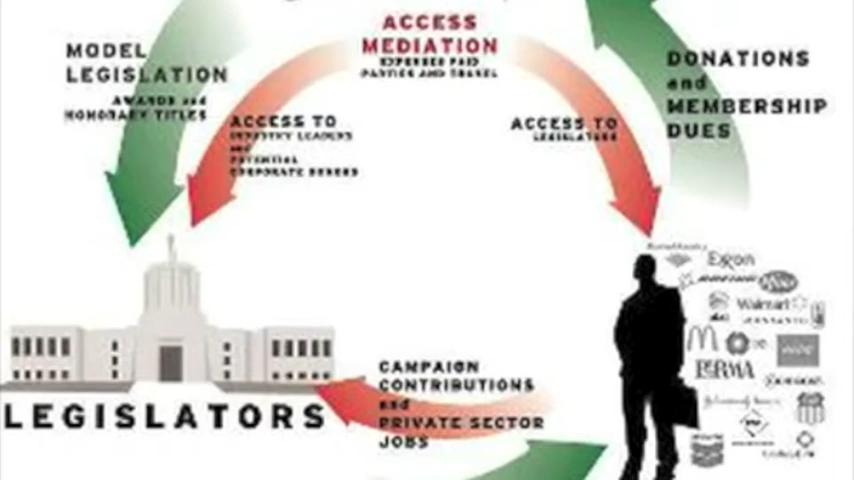 ACCESS
MEDIATION
EXPENSES PAID
PARTIES AND TRAVEL
MODEL
LEGISLATION
AWARDS and
HONORARY TITLES
ACCESS TO
INDUSTRY LEADERS
and
POTENTIAL
CORPORATE DONORS
ACCESS TO
LEGISLATORS
DONATIONS
and
MEMBERSHIP
DUES
LEGISLATORS
CAMPAIGN
CONTRIBUTIONS
and
PRIVATE SECTOR
JOBS
Exxon
BOEING
Walmart
MONSANTO
PhRMA